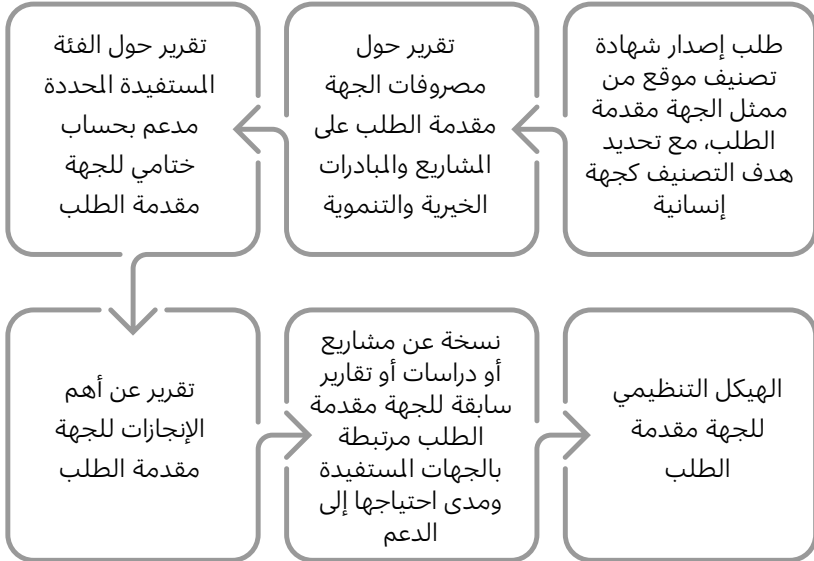 طلب إصدار شهادة
تصنيف موقع من
ممثل الجهة مقدمة
الطلب، مع تحديد
هدف التصنيف كجهة
إنسانية
تقرير حول
مصروفات الجهة
مقدمة الطلب على
المشاريع والمبادرات
الخيرية والتنموية
تقرير حول الفئة
المستفيدة المحددة
مدعم بحساب
ختامي للجهة
مقدمة الطلب
تقرير عن أهم
الإنجازات للجهة
مقدمة الطلب
نسخة عن مشاريع
أو دراسات أو تقارير
سابقة للجهة مقدمة
الطلب مرتبطة
بالجهات المستفيدة
ومدى احتياجها إلى
الدعم
الهيكل التنظيمي
للجهة مقدمة
الطلب